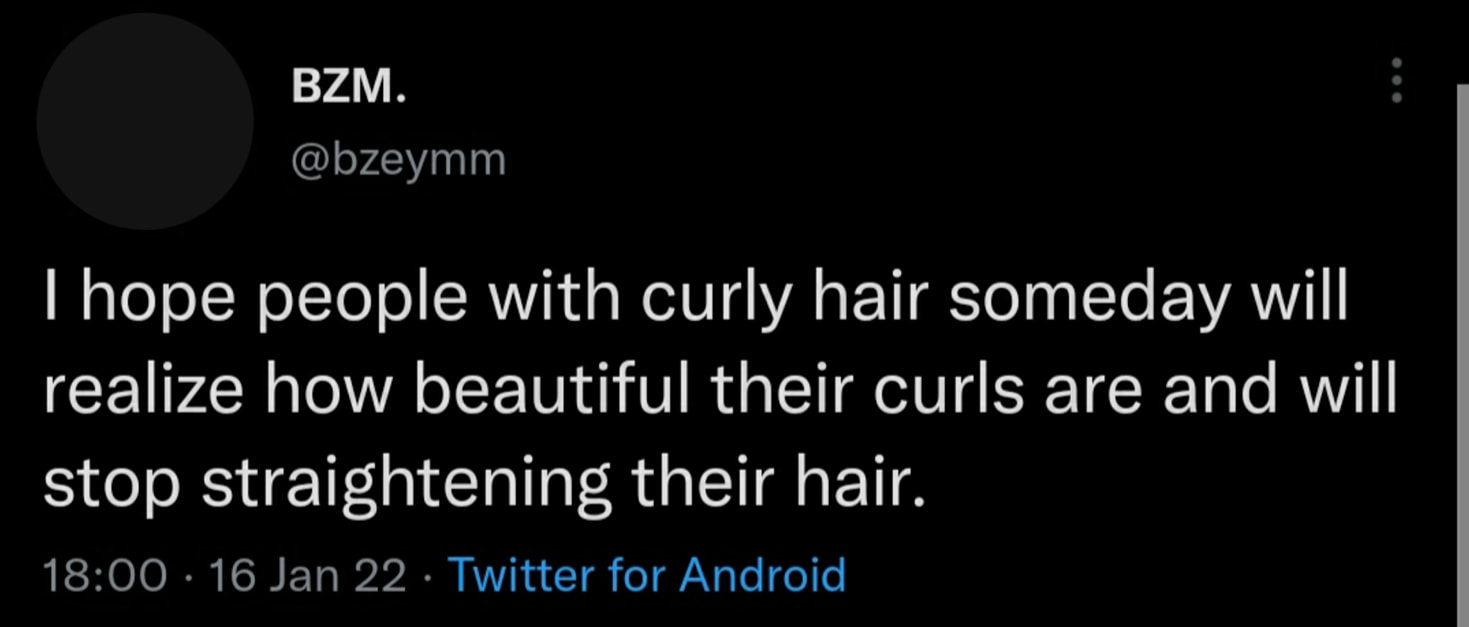 BZM.
@bzeymm
I hope people with curly hair someday will
realize how beautiful their curls are and will
stop straightening their hair.
18:00 · 16 Jan 22 · Twitter for Android